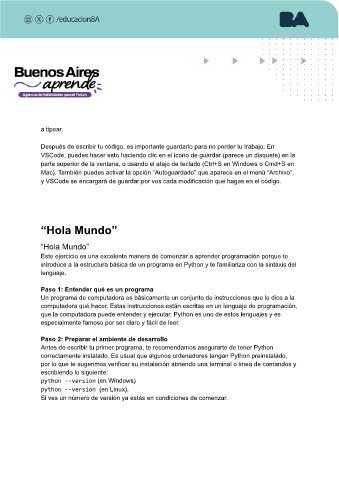 /educacionBA
BA
Buenos Aires
aprende
Agencia de Habilidades para el Futuro
a tipear.
Después de escribir tu código, es importante guardarlo para no perder tu trabajo. En
VSCode, puedes hacer esto haciendo clic en el ícono de guardar (parece un disquete) en la
parte superior de la ventana, o usando el atajo de teclado (Ctrl+S en Windows o Cmd+S en
Mac). También puedes activar la opción “Autoguardado” que aparece en el menú “Archivo”,
y VSCode se encargará de guardar por vos cada modificación que hagas en el código.
“Hola Mundo”
“Hola Mundo”
Este ejercicio es una excelente manera de comenzar a aprender programación porque te
introduce a la estructura básica de un programa en Python y te familiariza con la sintaxis del
lenguaje.
Paso 1: Entender qué es un programa
Un programa de computadora es básicamente un conjunto de instrucciones que le dice a la
computadora qué hacer. Estas instrucciones están escritas en un lenguaje de programación,
que la computadora puede entender y ejecutar. Python es uno de estos lenguajes y es
especialmente famoso por ser claro y fácil de leer.
Paso 2: Preparar el ambiente de desarrollo
Antes de escribir tu primer programa, te recomendamos asegurarte de tener Python
correctamente instalado. Es usual que algunos ordenadores tengan Python preinstalado,
por lo que te sugerimos verificar su instalación abriendo una terminal o línea de comandos y
escribiendo lo siguiente:
python --version (en Windows)
python --version (en Linux).
Si ves un número de versión ya estás en condiciones de comenzar.